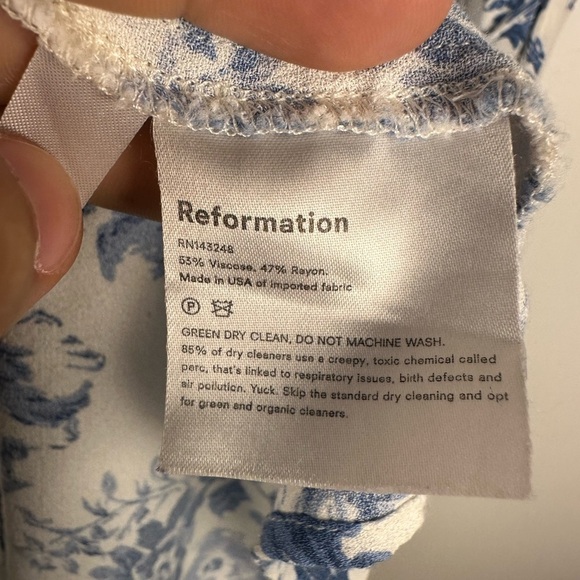 Reformation
RN143248
53% Viscose, 47% Rayon.
Made in USA of imported fabric
P
GREEN DRY CLEAN, DO NOT MACHINE WASH.
85% of dry cleaners use a creepy, toxic chemical called
perc, that's linked to respiratory issues, birth defects and
air pollution. Yuck. Skip the standard dry cleaning and opt
for green and organic cleaners.